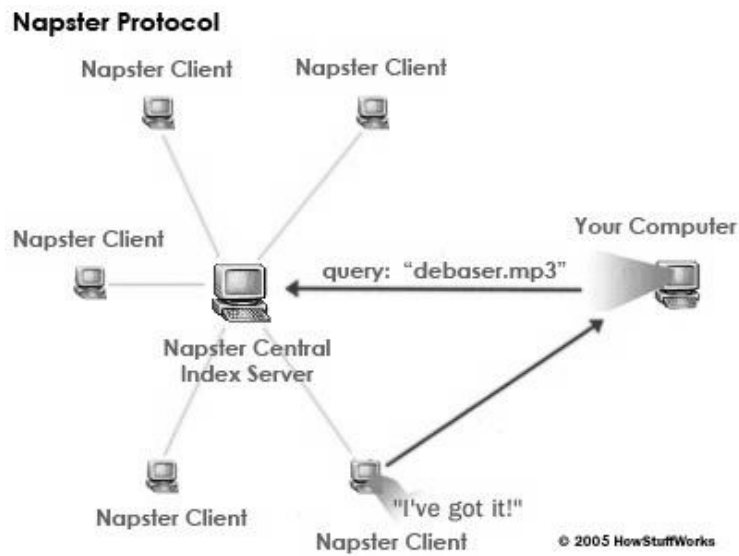 Napster Protocol
Napster Client
Napster Client
Napster Client
Your Computer
query: “debaser.mp3”
Napster Central
Index Server
Napster Client
"I've got it!"
Napster Client
© 2005 HowStuffWorks